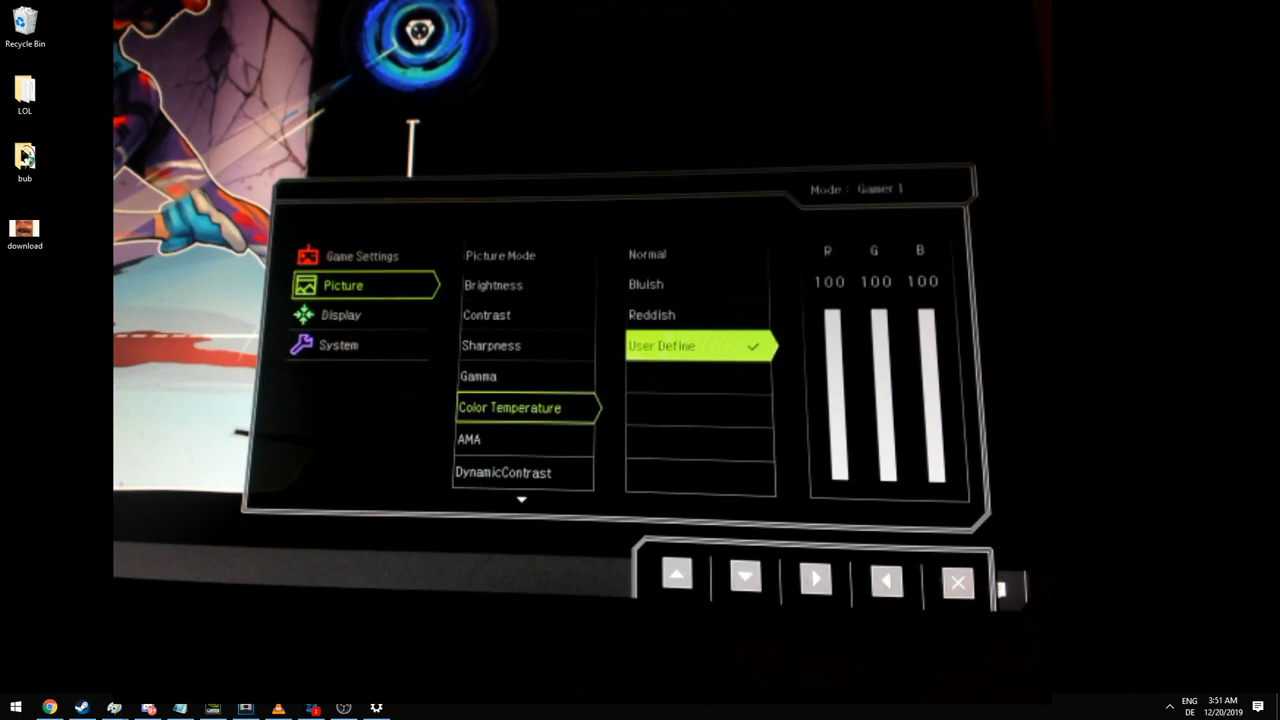 Recycle Bin
LOL
bub
download
Mode: Gamer 1
Game Settings
Picture
Display
System
Picture Mode
Brightness
Contrast
Sharpness
Gamma
Color Temperature
AMA
DynamicContrast
Normal
Bluish
Reddish
User Define
R G B
100 100 100
ENG
DE
3:51 AM
12/20/2019